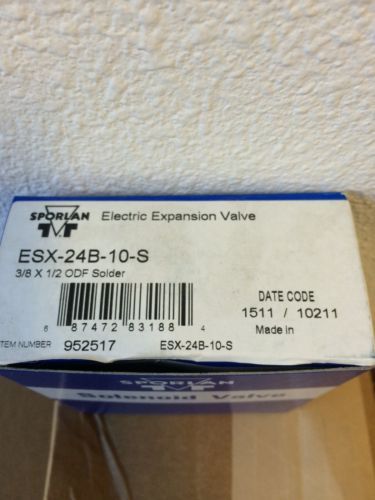 SPORLAN
Electric Expansion Valve
ESX-24B-10-S
3/8 X 1/2 ODF Solder
DATE CODE
1511 / 10211
6 87472 83188 4
Made in
ITEM NUMBER 952517
ESX-24B-10-S
SPORLAN
Solenoid Valve